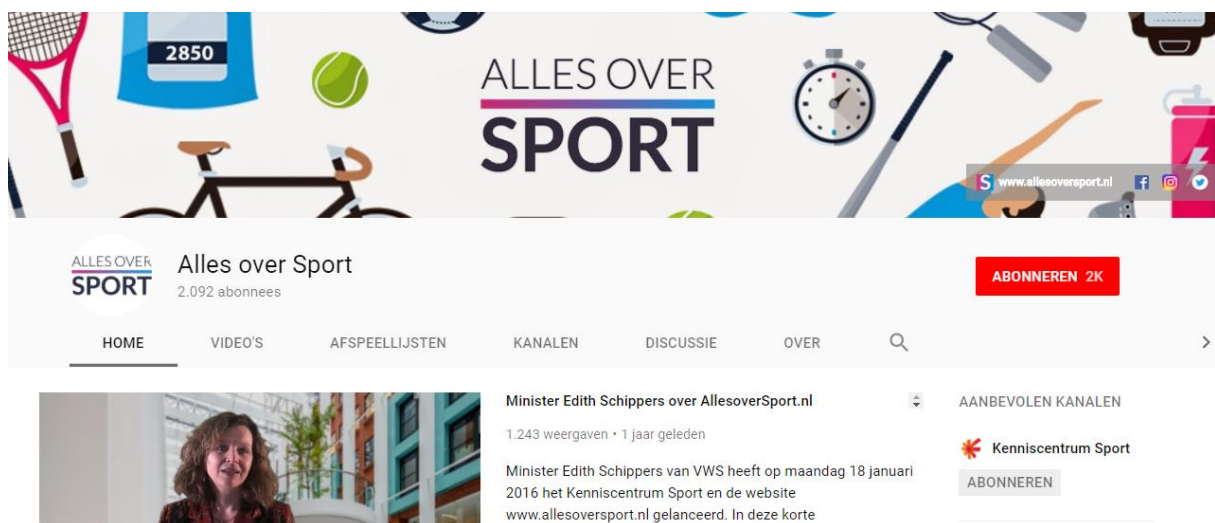 2850
ALLES OVER
SPORT
www.allesoversport.nl
ALLES OVER
SPORT
Alles over Sport
2.092 abonnees
ABONNEREN 2K
HOME VIDEO'S AFSPEELLIJSTEN KANALEN DISCUSSIE OVER
Minister Edith Schippers over AllesoverSport.nl
1.243 weergaven • 1 jaar geleden
Minister Edith Schippers van VWS heeft op maandag 18 januari
2016 het Kenniscentrum Sport en de website
www.allesoversport.nl gelanceerd. In deze korte
AANBEVOLEN KANALEN
Kenniscentrum Sport
ABONNEREN